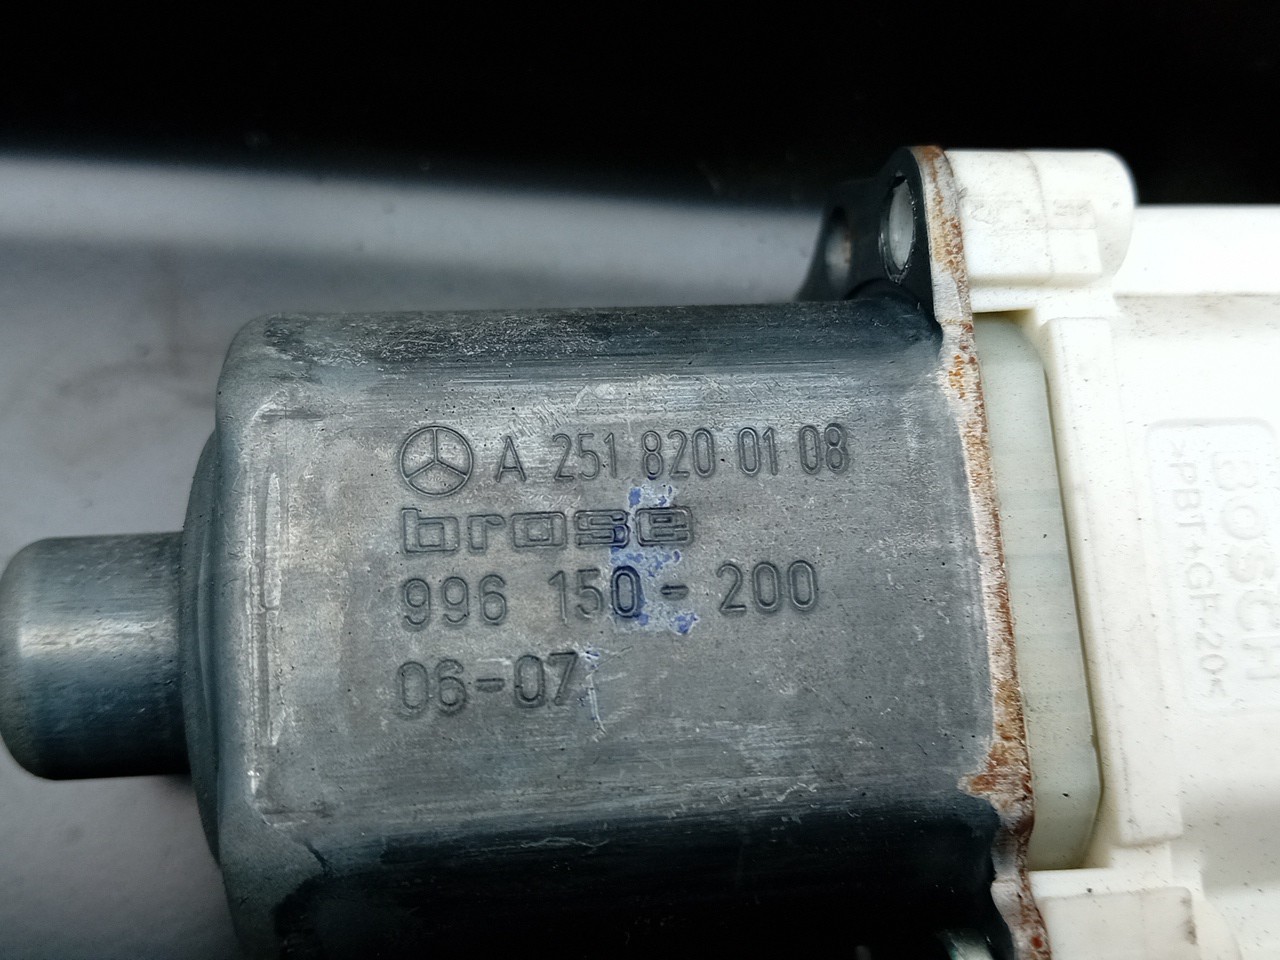 A 251 820 01 08
brose
996 150-200
06-07
BOSCH
>PBT+GF20<